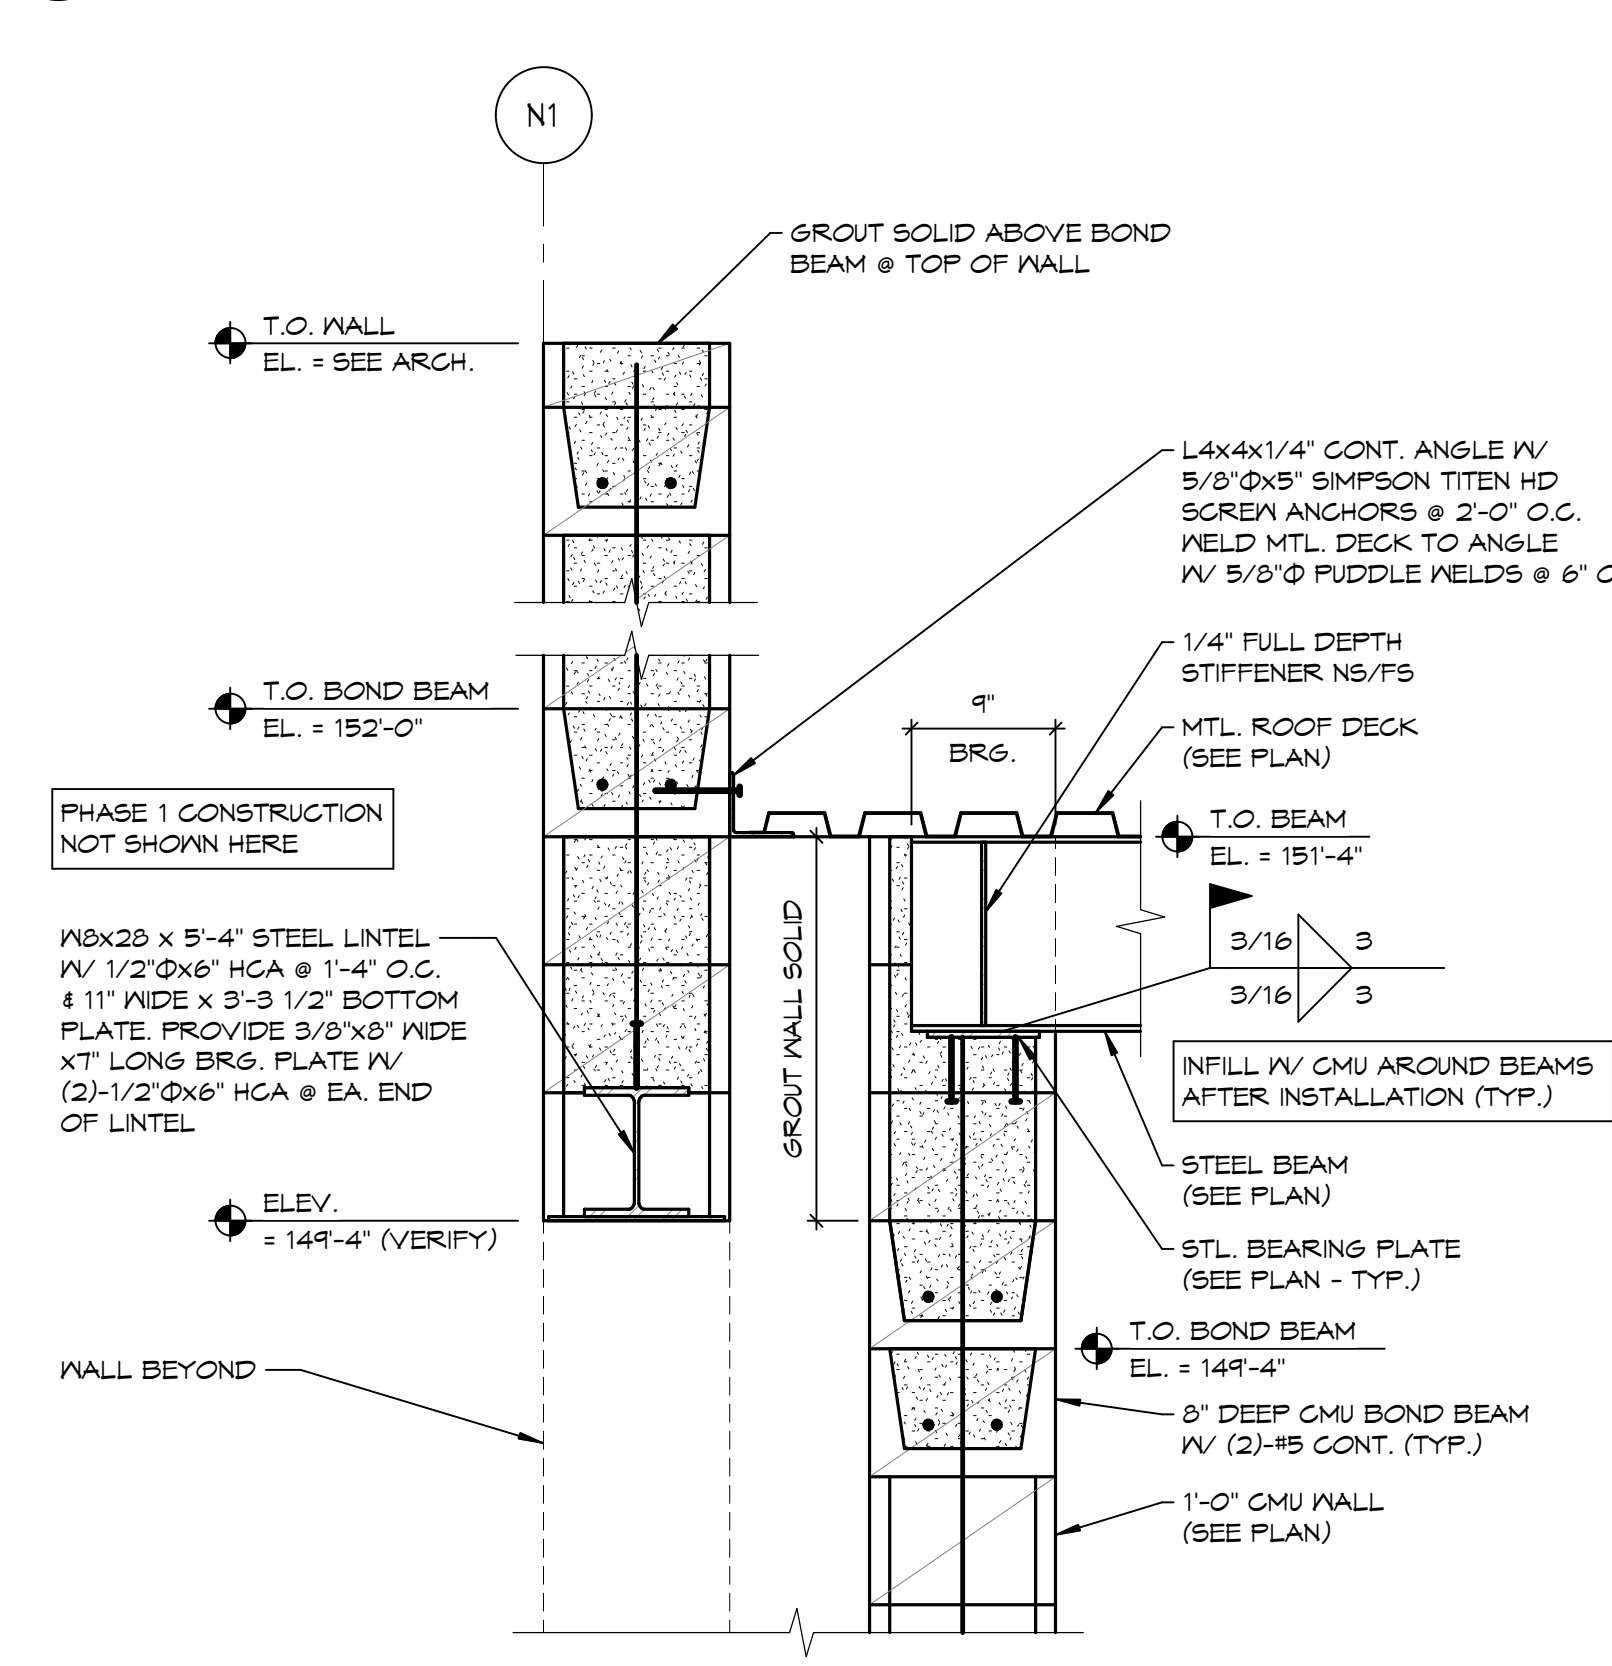 N1
GROUT SOLID ABOVE BOND
BEAM @ TOP OF WALL
T.O. WALL
EL. = SEE ARCH.
L4x4x1/4" CONT. ANGLE W/
5/8"Φx5" SIMPSON TITEN HD
SCREW ANCHORS @ 2'-0" O.C.
WELD MTL. DECK TO ANGLE
W/ 5/8"Φ PUDDLE WELDS @ 6"
1/4" FULL DEPTH
STIFFENER NS/FS
T.O. BOND BEAM
EL. = 152'-0"
9"
BRG.
MTL. ROOF DECK
(SEE PLAN)
PHASE 1 CONSTRUCTION
NOT SHOWN HERE
T.O. BEAM
EL. = 151'-4"
W8x28 x 5'-4" STEEL LINTEL
W/ 1/2"Φx6" HCA @ 1'-4" O.C.
& 11" WIDE x 3'-3 1/2" BOTTOM
PLATE. PROVIDE 3/8"x8" WIDE
x7" LONG BRG. PLATE W/
(2)-1/2"Φx6" HCA @ EA. END
OF LINTEL
GROUT WALL SOLID
3/16 3
3/16 3
INFILL W/ CMU AROUND BEAMS
AFTER INSTALLATION (TYP.)
STEEL BEAM
(SEE PLAN)
ELEV.
= 149'-4" (VERIFY)
STL. BEARING PLATE
(SEE PLAN - TYP.)
T.O. BOND BEAM
EL. = 149'-4"
WALL BEYOND
8" DEEP CMU BOND BEAM
W/ (2)-#5 CONT. (TYP.)
1'-0" CMU WALL
(SEE PLAN)